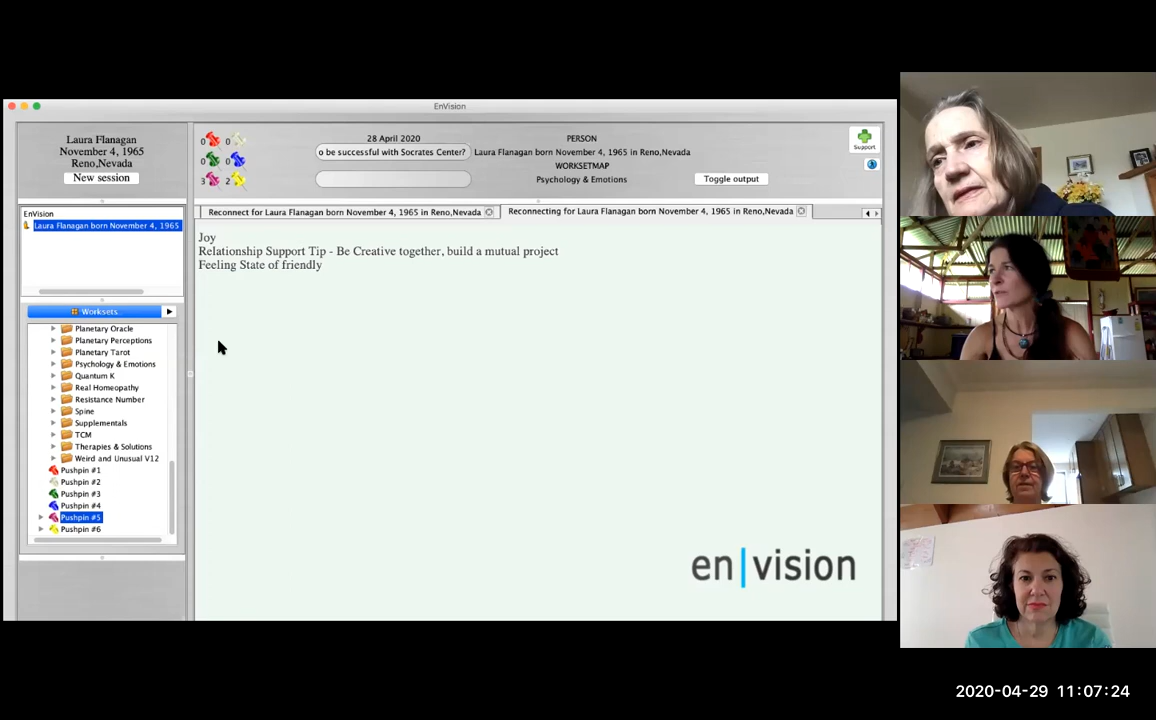 EnVision
Laura Flanagan
November 4, 1965
Reno,Nevada
New session
EnVision
Laura Flanagan born November 4, 1965
Worksets
Planetary Oracle
Planetary Perceptions
Planetary Tarot
Psychology & Emotions
Quantum K
Real Homeopathy
Resistance Number
Spine
Supplementals
TCM
Therapies & Solutions
Weird and Unusual V12
Pushpin #1
Pushpin #2
Pushpin #3
Pushpin #4
Pushpin #5
Pushpin #6
0 0
0 0
3 2
28 April 2020
o be successful with Socrates Center?
PERSON
Laura Flanagan born November 4, 1965 in Reno,Nevada
WORKSETMAP
Psychology & Emotions
Toggle output
Support
Reconnect for Laura Flanagan born November 4, 1965 in Reno,Nevada
Reconnecting for Laura Flanagan born November 4, 1965 in Reno,Nevada
Joy
Relationship Support Tip - Be Creative together, build a mutual project
Feeling State of friendly
en|vision
2020-04-29 11:07:24